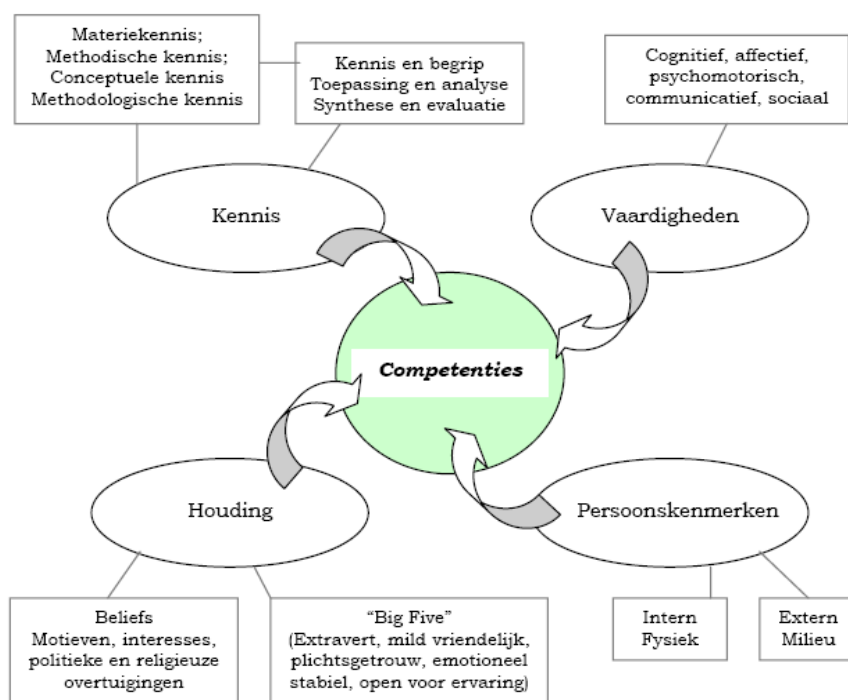 Materiekennis;
Methodische kennis;
Conceptuele kennis
Methodologische kennis
Kennis en begrip
Toepassing en analyse
Synthese en evaluatie
Cognitief, affectief,
psychomotorisch,
communicatief, sociaal
Kennis
Vaardigheden
Competenties
Houding
Persoonskenmerken
Beliefs
Motieven, interesses,
politieke en religieuze
overtuigingen
“Big Five”
(Extravert, mild vriendelijk,
plichtsgetrouw, emotioneel
stabiel, open voor ervaring)
Intern
Fysiek
Extern
Milieu